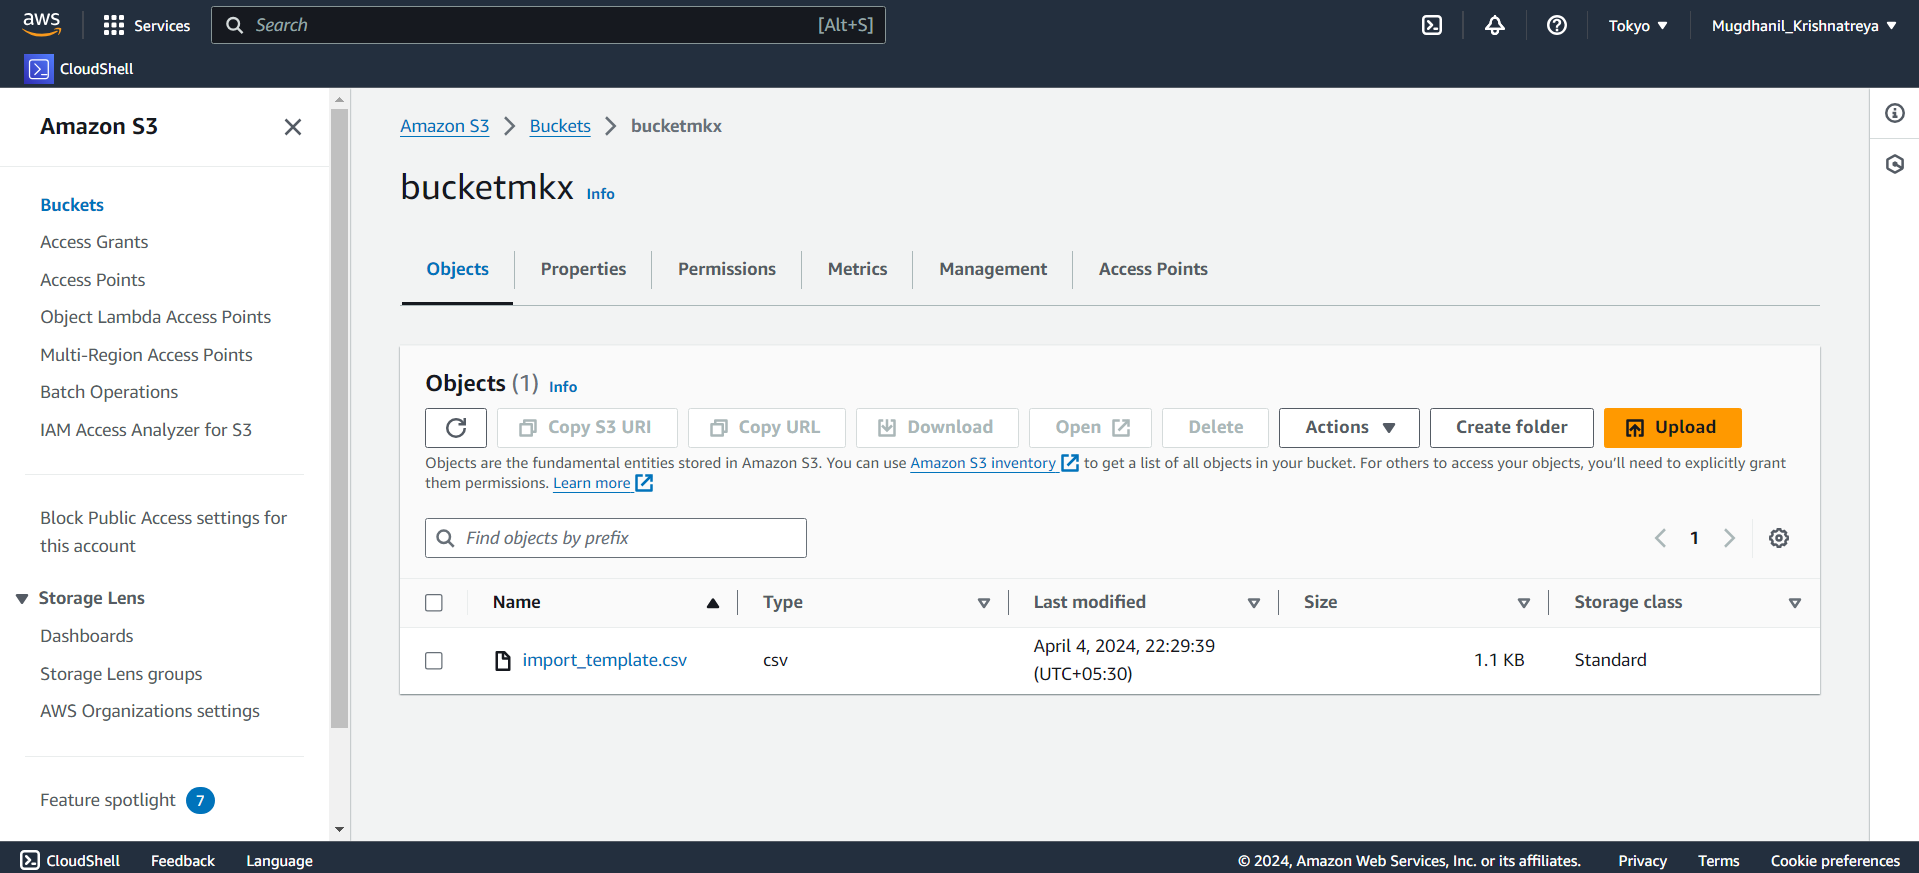 aws
Services
Search
[Alt+S]
Tokyo
Mugdhanil_Krishnatreya
CloudShell
Amazon S3
Buckets
Access Grants
Access Points
Object Lambda Access Points
Multi-Region Access Points
Batch Operations
IAM Access Analyzer for S3
Block Public Access settings for
this account
Storage Lens
Dashboards
Storage Lens groups
AWS Organizations settings
Feature spotlight 7
Amazon S3 > Buckets > bucketmkx
bucketmkx Info
Objects Properties Permissions Metrics Management Access Points
Objects (1) Info
Copy S3 URI Copy URL Download Open Delete Actions Create folder Upload
Objects are the fundamental entities stored in Amazon S3. You can use Amazon S3 inventory to get a list of all objects in your bucket. For others to access your objects, you'll need to explicitly grant
them permissions. Learn more
Find objects by prefix
1
Name Type Last modified Size Storage class
import_template.csv csv April 4, 2024, 22:29:39 1.1 KB Standard
(UTC+05:30)
CloudShell Feedback Language © 2024, Amazon Web Services, Inc. or its affiliates. Privacy Terms Cookie preferences